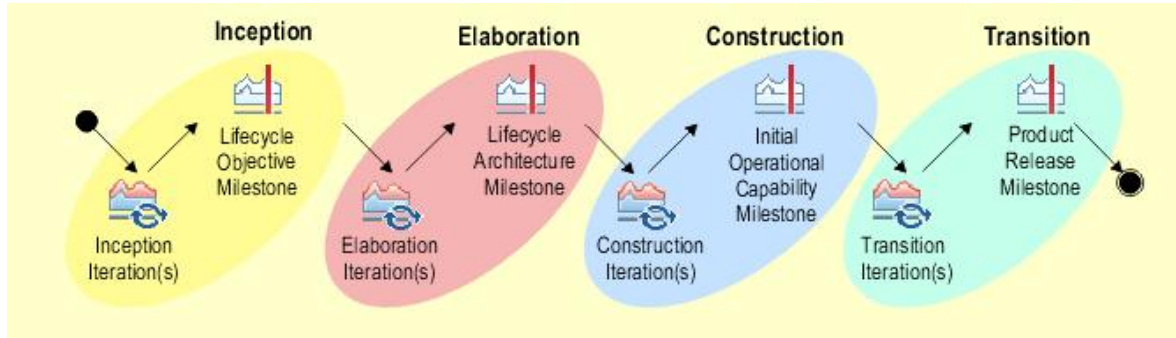 Inception
Elaboration
Construction
Transition
Lifecycle
Objective
Milestone
Inception
Iteration(s)
Lifecycle
Architecture
Milestone
Elaboration
Iteration(s)
Initial
Operational
Capability
Milestone
Construction
Iteration(s)
Product
Release
Milestone
Transition
Iteration(s)